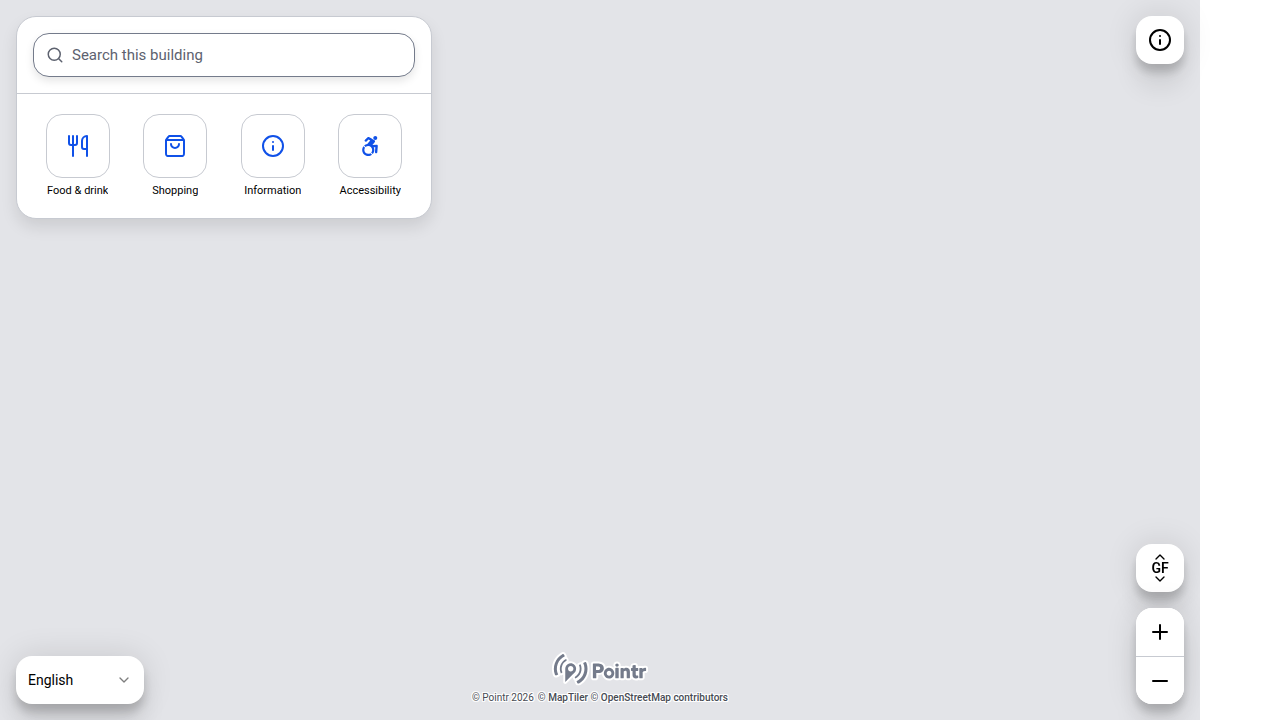 Search this building
Food & drink
Shopping
Information
Accessibility
GF
English
Pointr
© Pointr 2026 © MapTiler © OpenStreetMap contributors